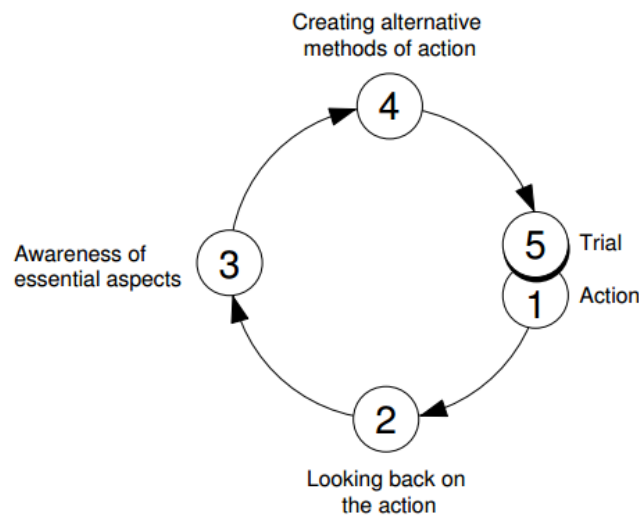 Creating alternative
methods of action
4
5
Trial
1
Action
Awareness of
essential aspects
3
2
Looking back on
the action